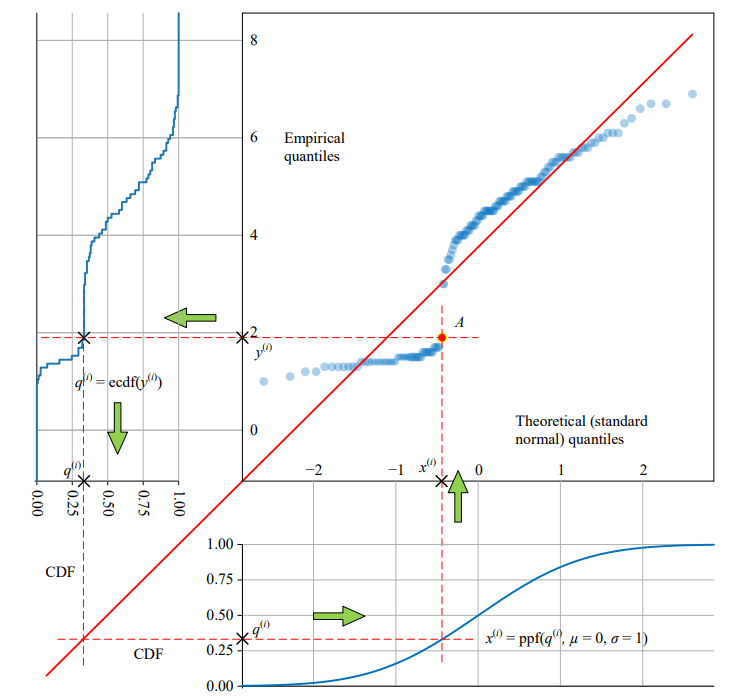 8
6
4
2
0
Empirical
quantiles
A
y⁽ⁱ⁾
q⁽ⁱ⁾ = ecdf(y⁽ⁱ⁾)
Theoretical (standard
normal) quantiles
−2 −1 x⁽ⁱ⁾ 0 1 2
q⁽ⁱ⁾
0.00 0.25 0.50 0.75 1.00
CDF
1.00
0.75
0.50
0.25
0.00
q⁽ⁱ⁾
x⁽ⁱ⁾ = ppf(q⁽ⁱ⁾, μ = 0, σ = 1)
CDF